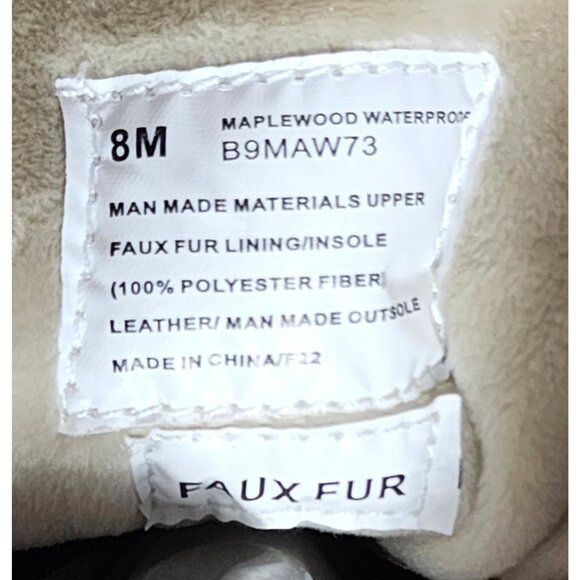 8M
MAPLEWOOD WATERPROOF
B9MAW73
MAN MADE MATERIALS UPPER
FAUX FUR LINING/INSOLE
(100% POLYESTER FIBER)
LEATHER/ MAN MADE OUTSOLE
MADE IN CHINA/F22
FAUX FUR